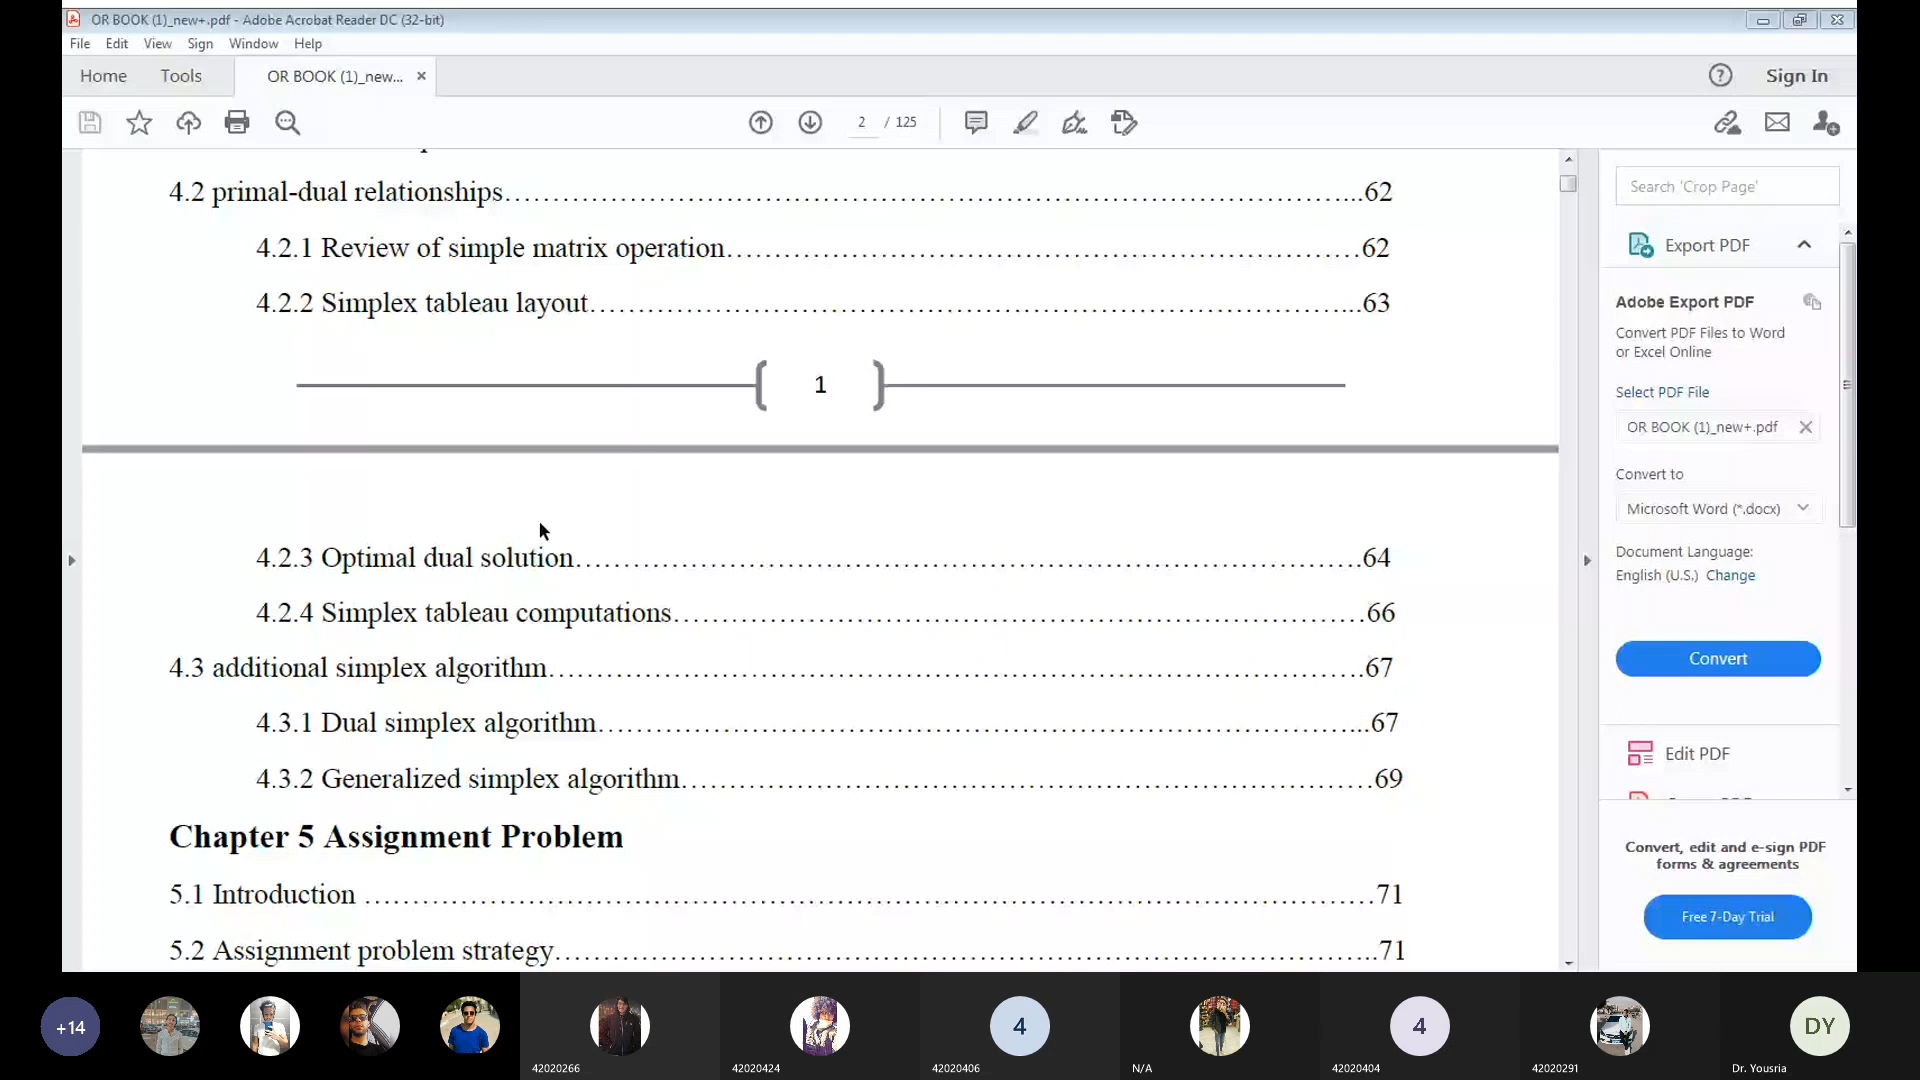 OR BOOK (1)_new+.pdf - Adobe Acrobat Reader DC (32-bit)
File Edit View Sign Window Help
Home Tools OR BOOK (1)_new... Sign In
2 / 125
4.2 primal-dual relationships…………………………………………………………………………...62
4.2.1 Review of simple matrix operation…………………………………………………………62
4.2.2 Simplex tableau layout……………………………………………………………………...63
1
4.2.3 Optimal dual solution………………………………………………………………………64
4.2.4 Simplex tableau computations………………………………………………………………66
4.3 additional simplex algorithm…………………………………………………………………………67
4.3.1 Dual simplex algorithm……………………………………………………………………...67
4.3.2 Generalized simplex algorithm………………………………………………………………69
Chapter 5 Assignment Problem
5.1 Introduction ……………………………………………………………………………………………71
5.2 Assignment problem strategy………………………………………………………………………..71
Search 'Crop Page'
Export PDF
Adobe Export PDF
Convert PDF Files to Word
or Excel Online
Select PDF File
OR BOOK (1)_new+.pdf
Convert to
Microsoft Word (*.docx)
Document Language:
English (U.S.) Change
Convert
Edit PDF
Convert, edit and e-sign PDF
forms & agreements
Free 7-Day Trial
+14 4 4 DY
42020266 42020424 42020406 N/A 42020404 42020291 Dr. Yousria